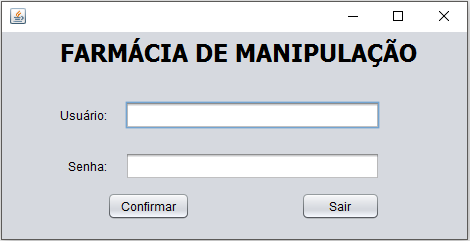 FARMÁCIA DE MANIPULAÇÃO
Usuário:
Senha:
Confirmar Sair